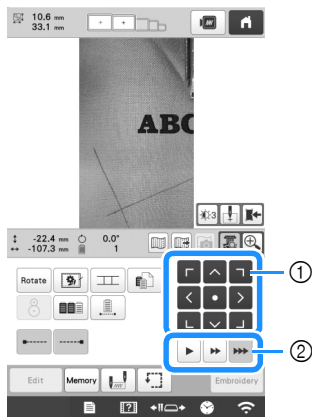 10.6 mm
33.1 mm
ABC
3
-22.4 mm 0.0°
-107.3 mm 1
Rotate
①
②
Edit Memory Embroidery